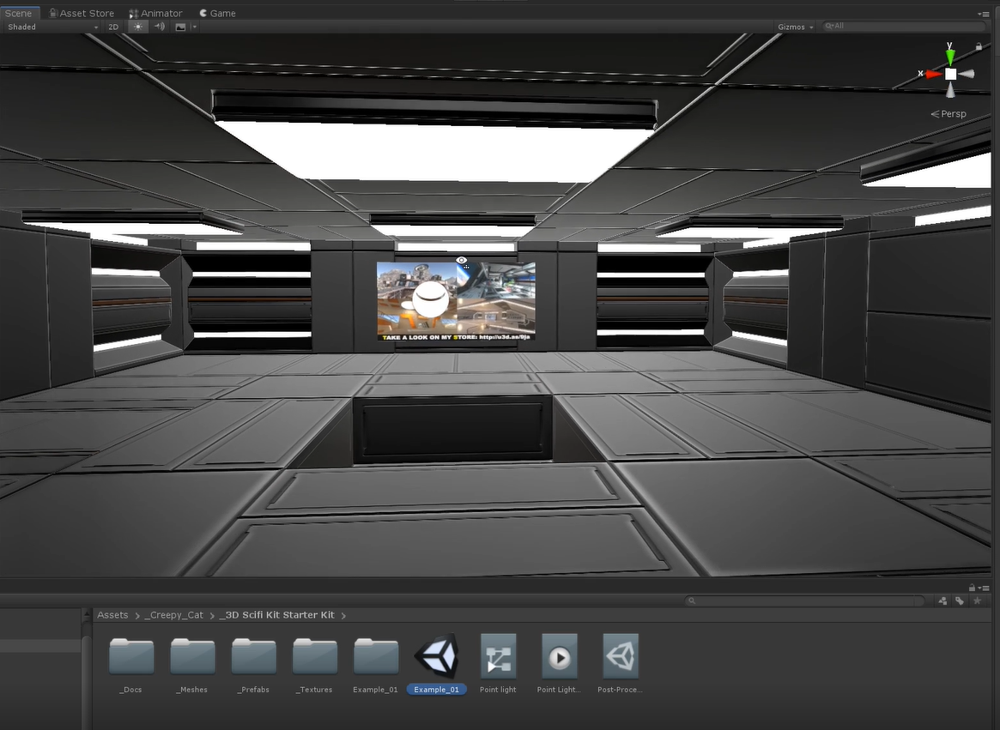 Scene Asset Store Animator Game
Shaded 2D Gizmos All
y
x
Persp
TAKE A LOOK ON MY STORE: http://u3d.as/9ja
Assets > _Creepy_Cat > _3D Scifi Kit Starter Kit >
_Docs _Meshes _Prefabs _Textures Example_01 Example_01 Point light Point Light... Post-Proce...